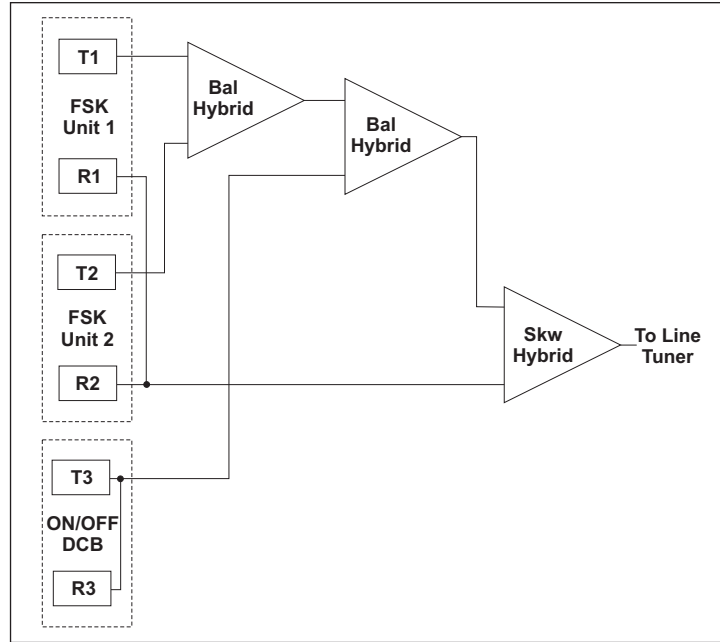 T1
FSK
Unit 1
R1
Bal
Hybrid
Bal
Hybrid
T2
FSK
Unit 2
R2
Skw
Hybrid
To Line
Tuner
T3
ON/OFF
DCB
R3